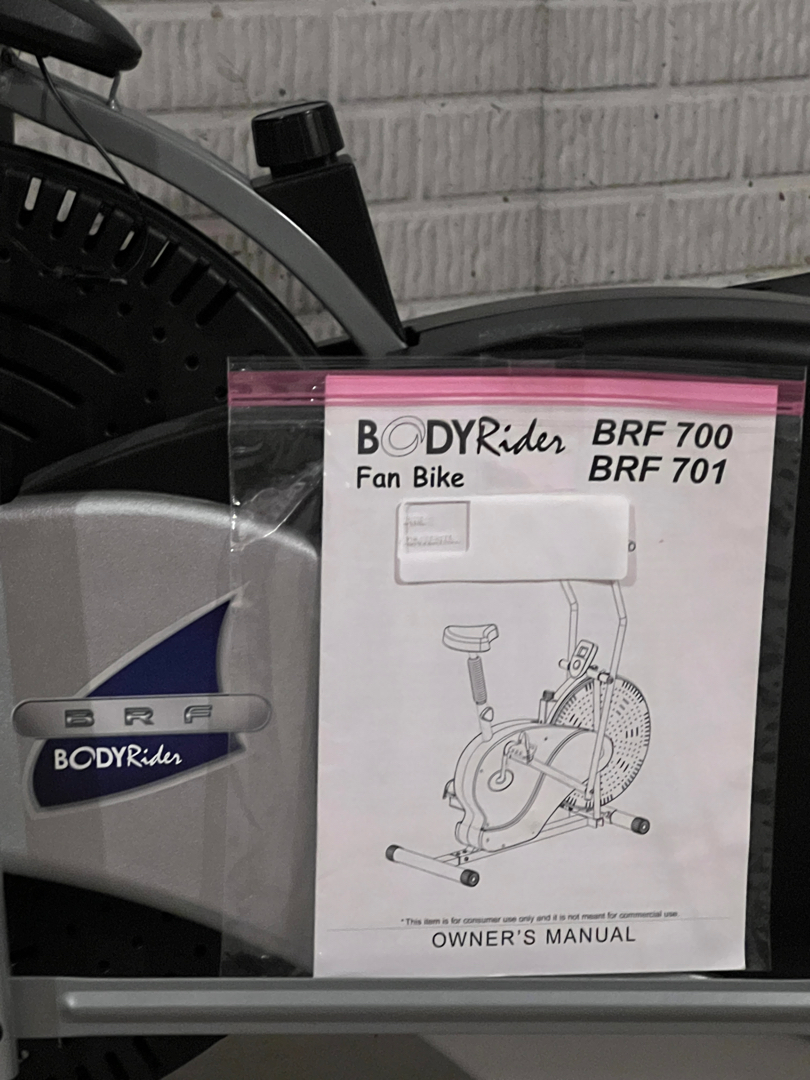 BODYRider
Fan Bike
BRF 700
BRF 701
* This item is for consumer use only and it is not meant for commercial use.
OWNER'S MANUAL
BRF
BODYRider